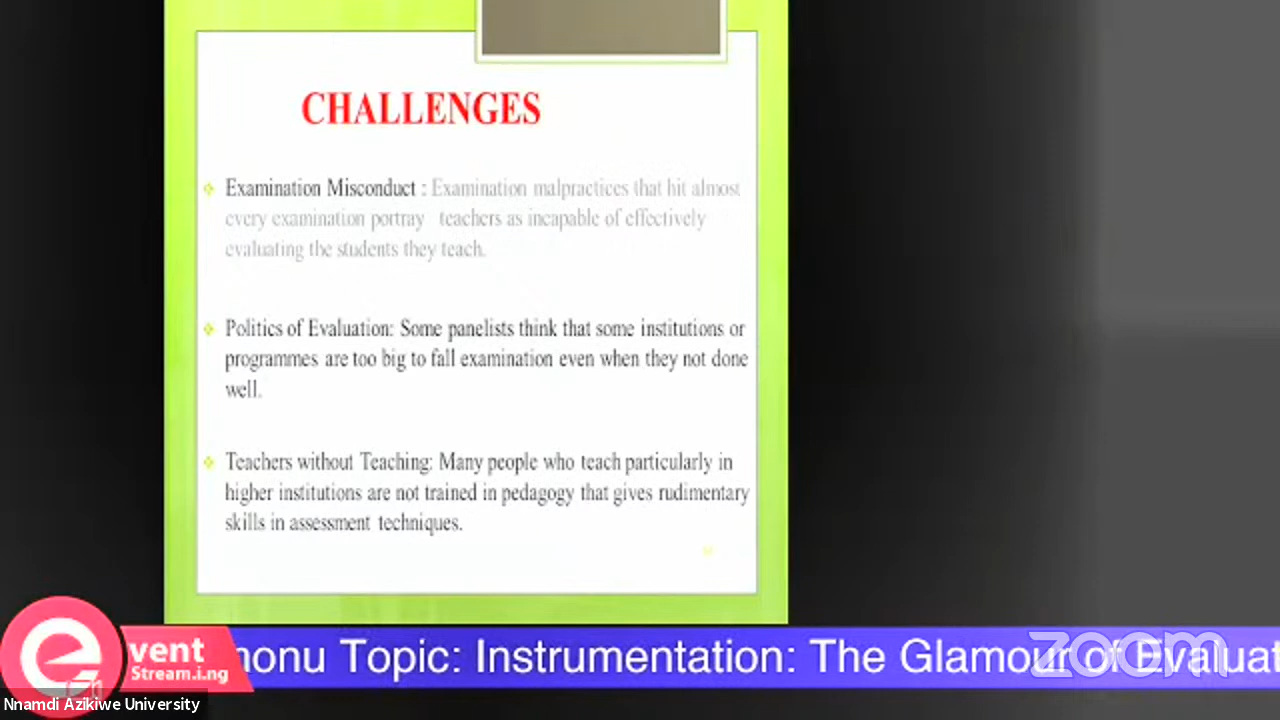 CHALLENGES
Examination Misconduct : Examination malpractices that hit almost
every examination portray teachers as incapable of effectively
evaluating the students they teach.
Politics of Evaluation: Some panelists think that some institutions or
programmes are too big to fall examination even when they not done
well.
Teachers without Teaching: Many people who teach particularly in
higher institutions are not trained in pedagogy that gives rudimentary
skills in assessment techniques.
e vent
Stream.i.ng
nonu Topic: Instrumentation: The Glamour of Evaluat
zoom
Nnamdi Azikiwe University